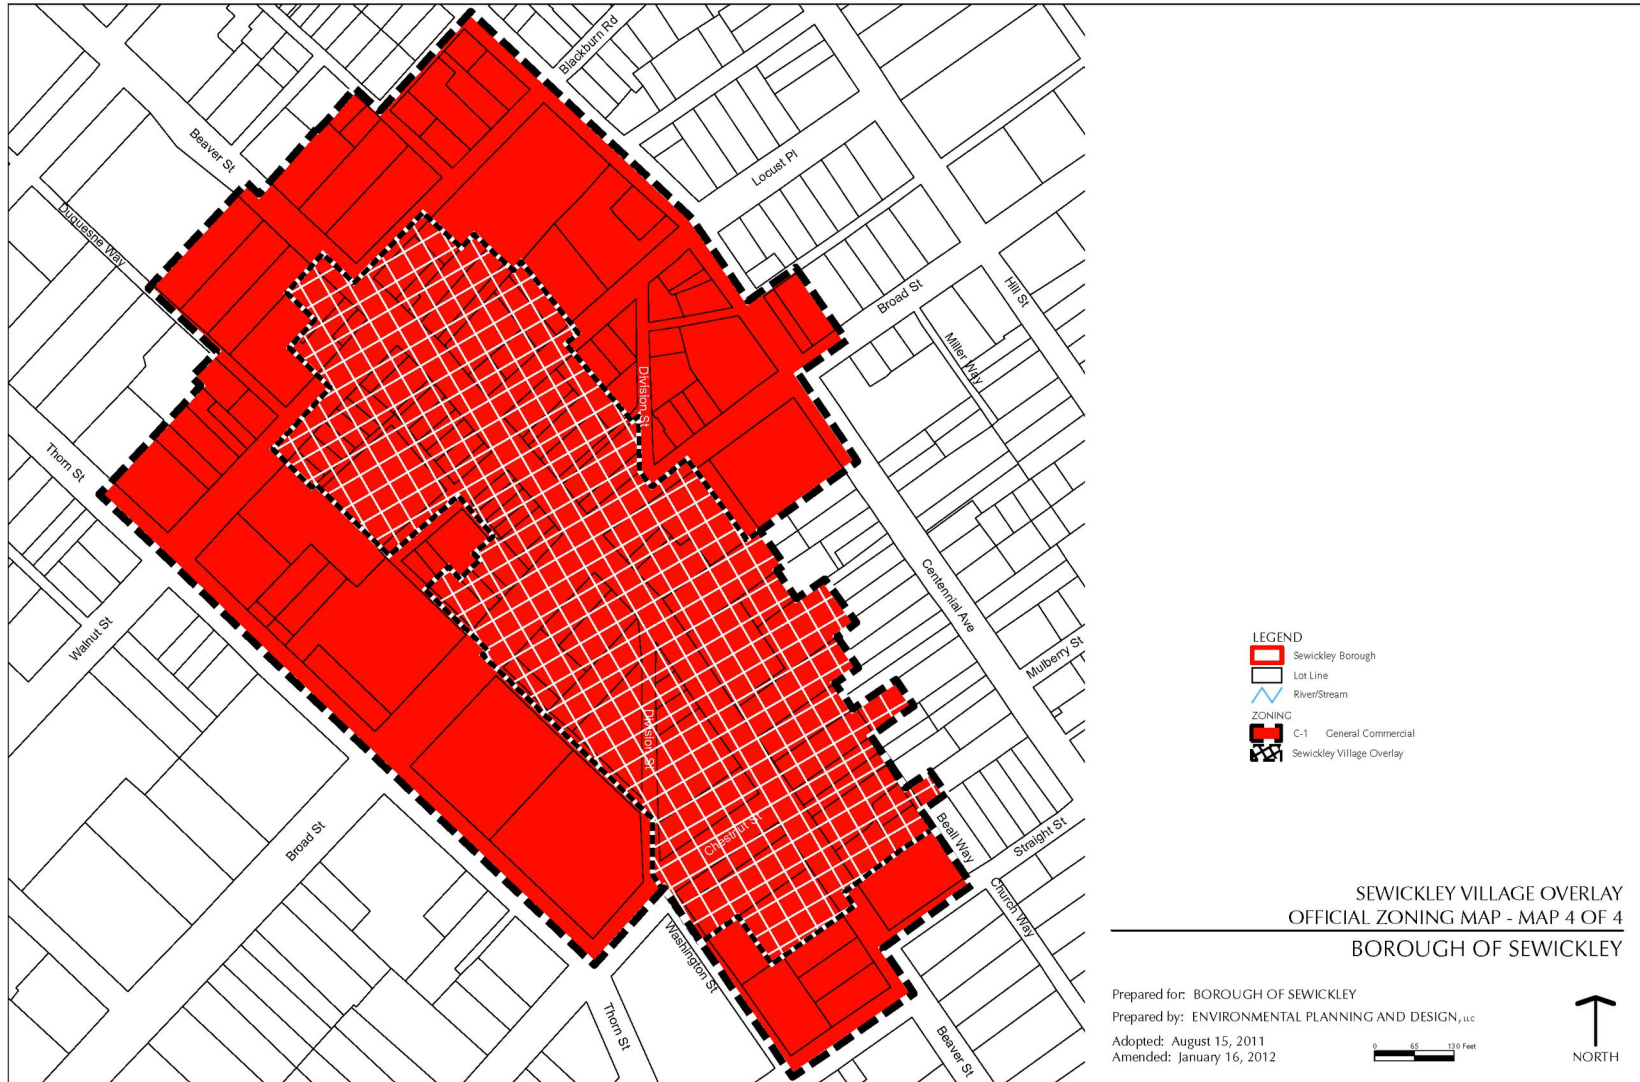 Blackburn Rd
Beaver St
Locust Pl
Duquesne Way
Broad St
Hill St
Miller Way
Division St
Thorn St
Centennial Ave
Walnut St
Mulberry St
Division St
Chestnut St
Broad St
Beall Way
Straight St
Church Way
Washington St
Thorn St
Beaver St
LEGEND
Sewickley Borough
Lot Line
River/Stream
ZONING
C-1 General Commercial
Sewickley Village Overlay
SEWICKLEY VILLAGE OVERLAY
OFFICIAL ZONING MAP - MAP 4 OF 4
BOROUGH OF SEWICKLEY
Prepared for: BOROUGH OF SEWICKLEY
Prepared by: ENVIRONMENTAL PLANNING AND DESIGN, LLC
Adopted: August 15, 2011
Amended: January 16, 2012
0 65 130 Feet
NORTH